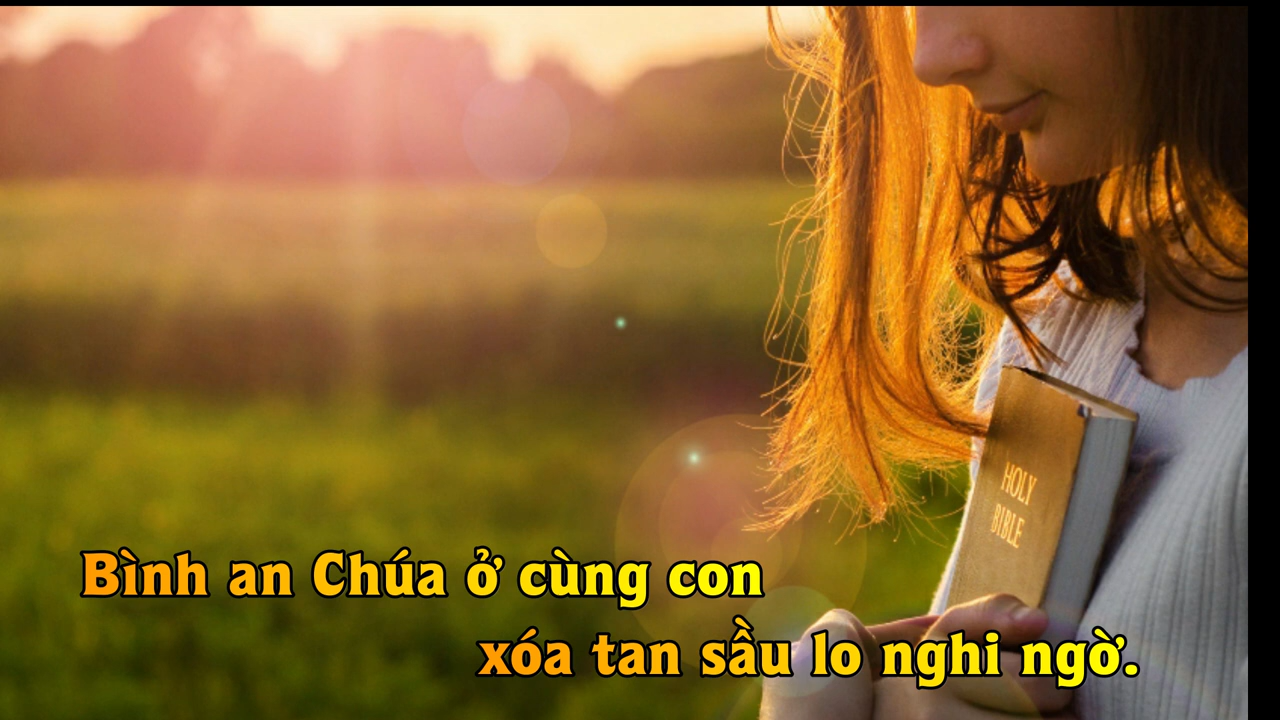 HOLY
BIBLE
Bình an Chúa ở cùng con
xóa tan sầu lo nghi ngờ.